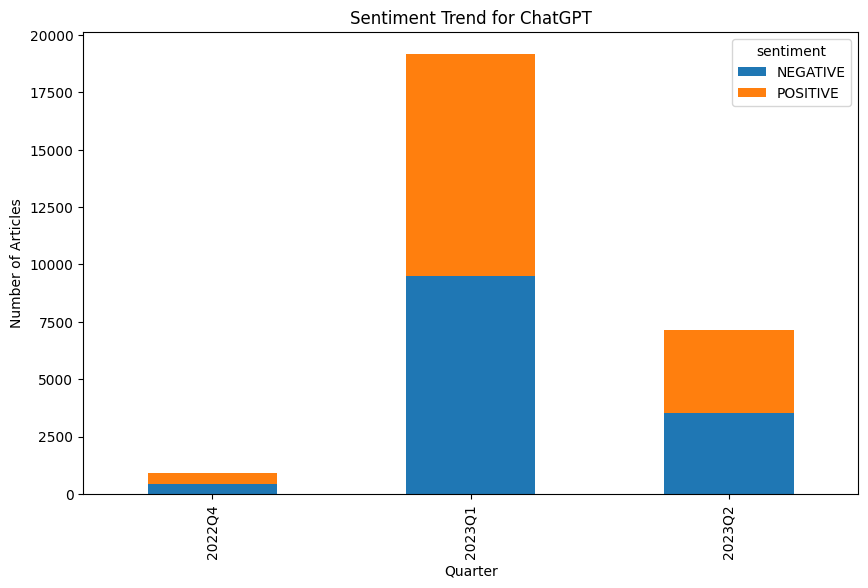 Sentiment Trend for ChatGPT
sentiment
NEGATIVE
POSITIVE
Number of Articles
20000
17500
15000
12500
10000
7500
5000
2500
0
2022Q4
2023Q1
2023Q2
Quarter